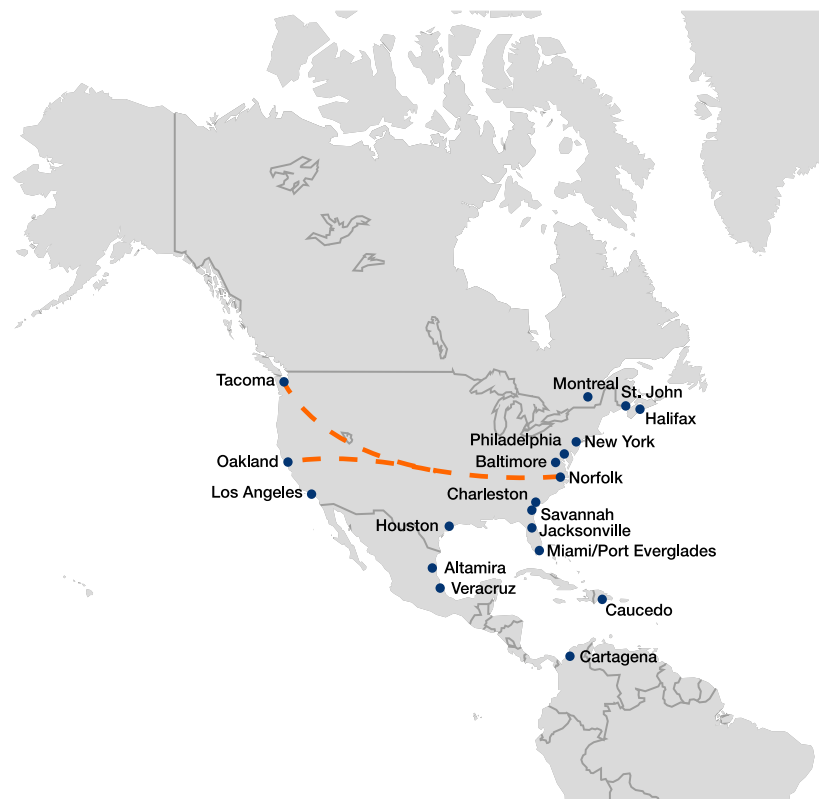 Tacoma
Montreal
St. John
Halifax
Philadelphia
New York
Oakland
Baltimore
Norfolk
Los Angeles
Charleston
Savannah
Houston
Jacksonville
Miami/Port Everglades
Altamira
Veracruz
Caucedo
Cartagena